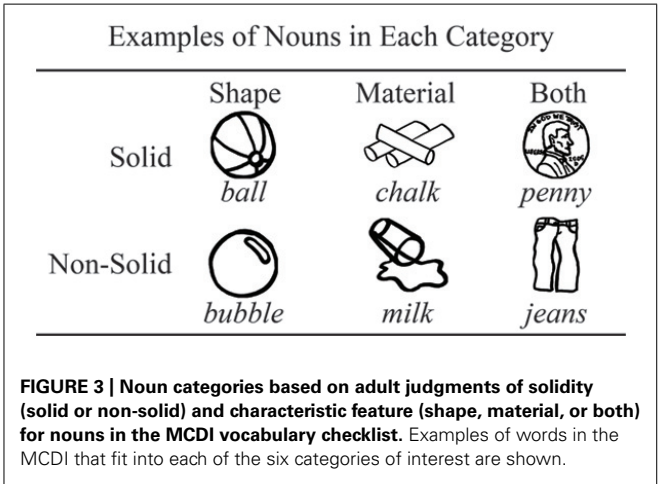 Examples of Nouns in Each Category
Shape Material Both
Solid
ball chalk penny
Non-Solid
bubble milk jeans
FIGURE 3 | Noun categories based on adult judgments of solidity
(solid or non-solid) and characteristic feature (shape, material, or both)
for nouns in the MCDI vocabulary checklist. Examples of words in the
MCDI that fit into each of the six categories of interest are shown.